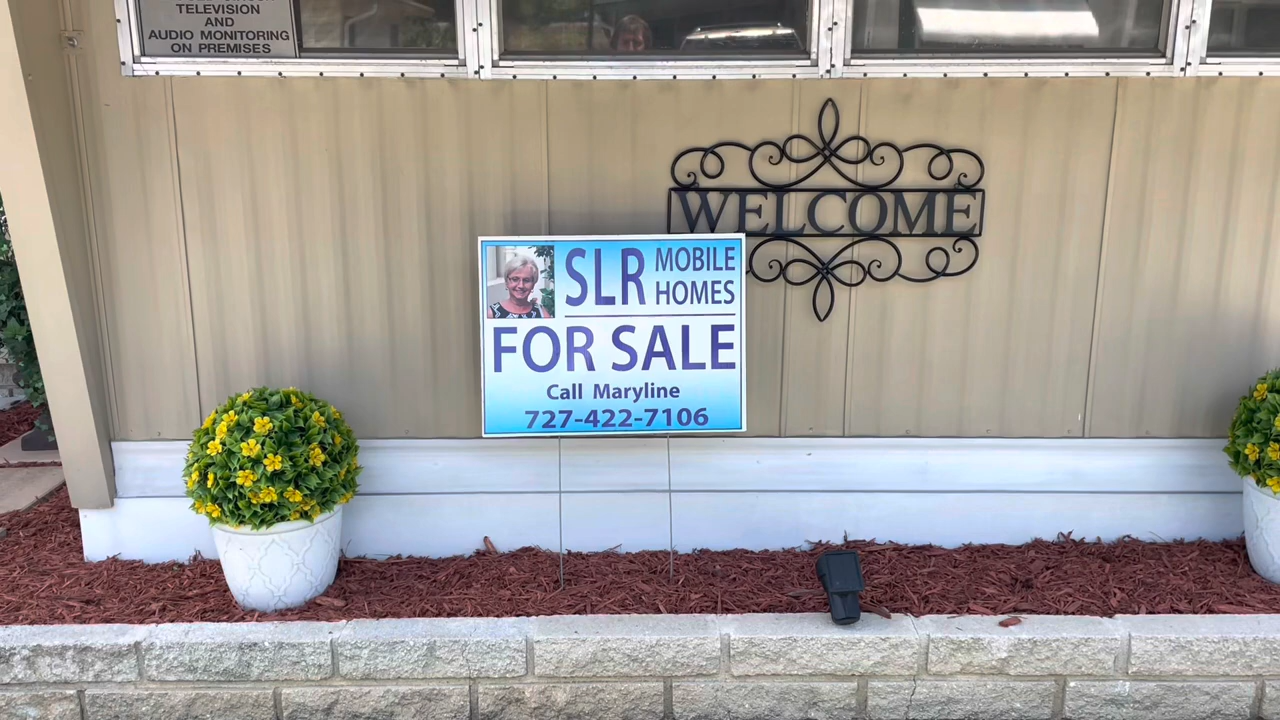 TELEVISION
AND
AUDIO MONITORING
ON PREMISES
WELCOME
SLR MOBILE
HOMES
FOR SALE
Call Maryline
727-422-7106